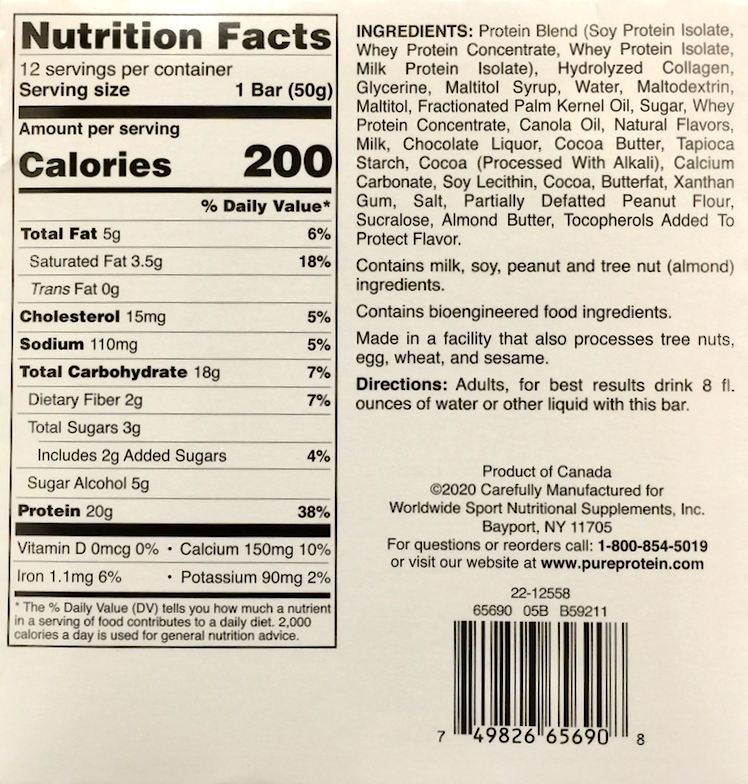 Nutrition Facts
12 servings per container
Serving size 1 Bar (50g)
Amount per serving
Calories 200
% Daily Value*
Total Fat 5g 6%
Saturated Fat 3.5g 18%
Trans Fat 0g
Cholesterol 15mg 5%
Sodium 110mg 5%
Total Carbohydrate 18g 7%
Dietary Fiber 2g 7%
Total Sugars 3g
Includes 2g Added Sugars 4%
Sugar Alcohol 5g
Protein 20g 38%
Vitamin D 0mcg 0% • Calcium 150mg 10%
Iron 1.1mg 6% • Potassium 90mg 2%
* The % Daily Value (DV) tells you how much a nutrient
in a serving of food contributes to a daily diet. 2,000
calories a day is used for general nutrition advice.
INGREDIENTS: Protein Blend (Soy Protein Isolate,
Whey Protein Concentrate, Whey Protein Isolate,
Milk Protein Isolate), Hydrolyzed Collagen,
Glycerine, Maltitol Syrup, Water, Maltodextrin,
Maltitol, Fractionated Palm Kernel Oil, Sugar, Whey
Protein Concentrate, Canola Oil, Natural Flavors,
Milk, Chocolate Liquor, Cocoa Butter, Tapioca
Starch, Cocoa (Processed With Alkali), Calcium
Carbonate, Soy Lecithin, Cocoa, Butterfat, Xanthan
Gum, Salt, Partially Defatted Peanut Flour,
Sucralose, Almond Butter, Tocopherols Added To
Protect Flavor.
Contains milk, soy, peanut and tree nut (almond)
ingredients.
Contains bioengineered food ingredients.
Made in a facility that also processes tree nuts,
egg, wheat, and sesame.
Directions: Adults, for best results drink 8 fl.
ounces of water or other liquid with this bar.
Product of Canada
©2020 Carefully Manufactured for
Worldwide Sport Nutritional Supplements, Inc.
Bayport, NY 11705
For questions or reorders call: 1-800-854-5019
or visit our website at www.pureprotein.com
22-12558
65690 05B B59211
7 49826 65690 8